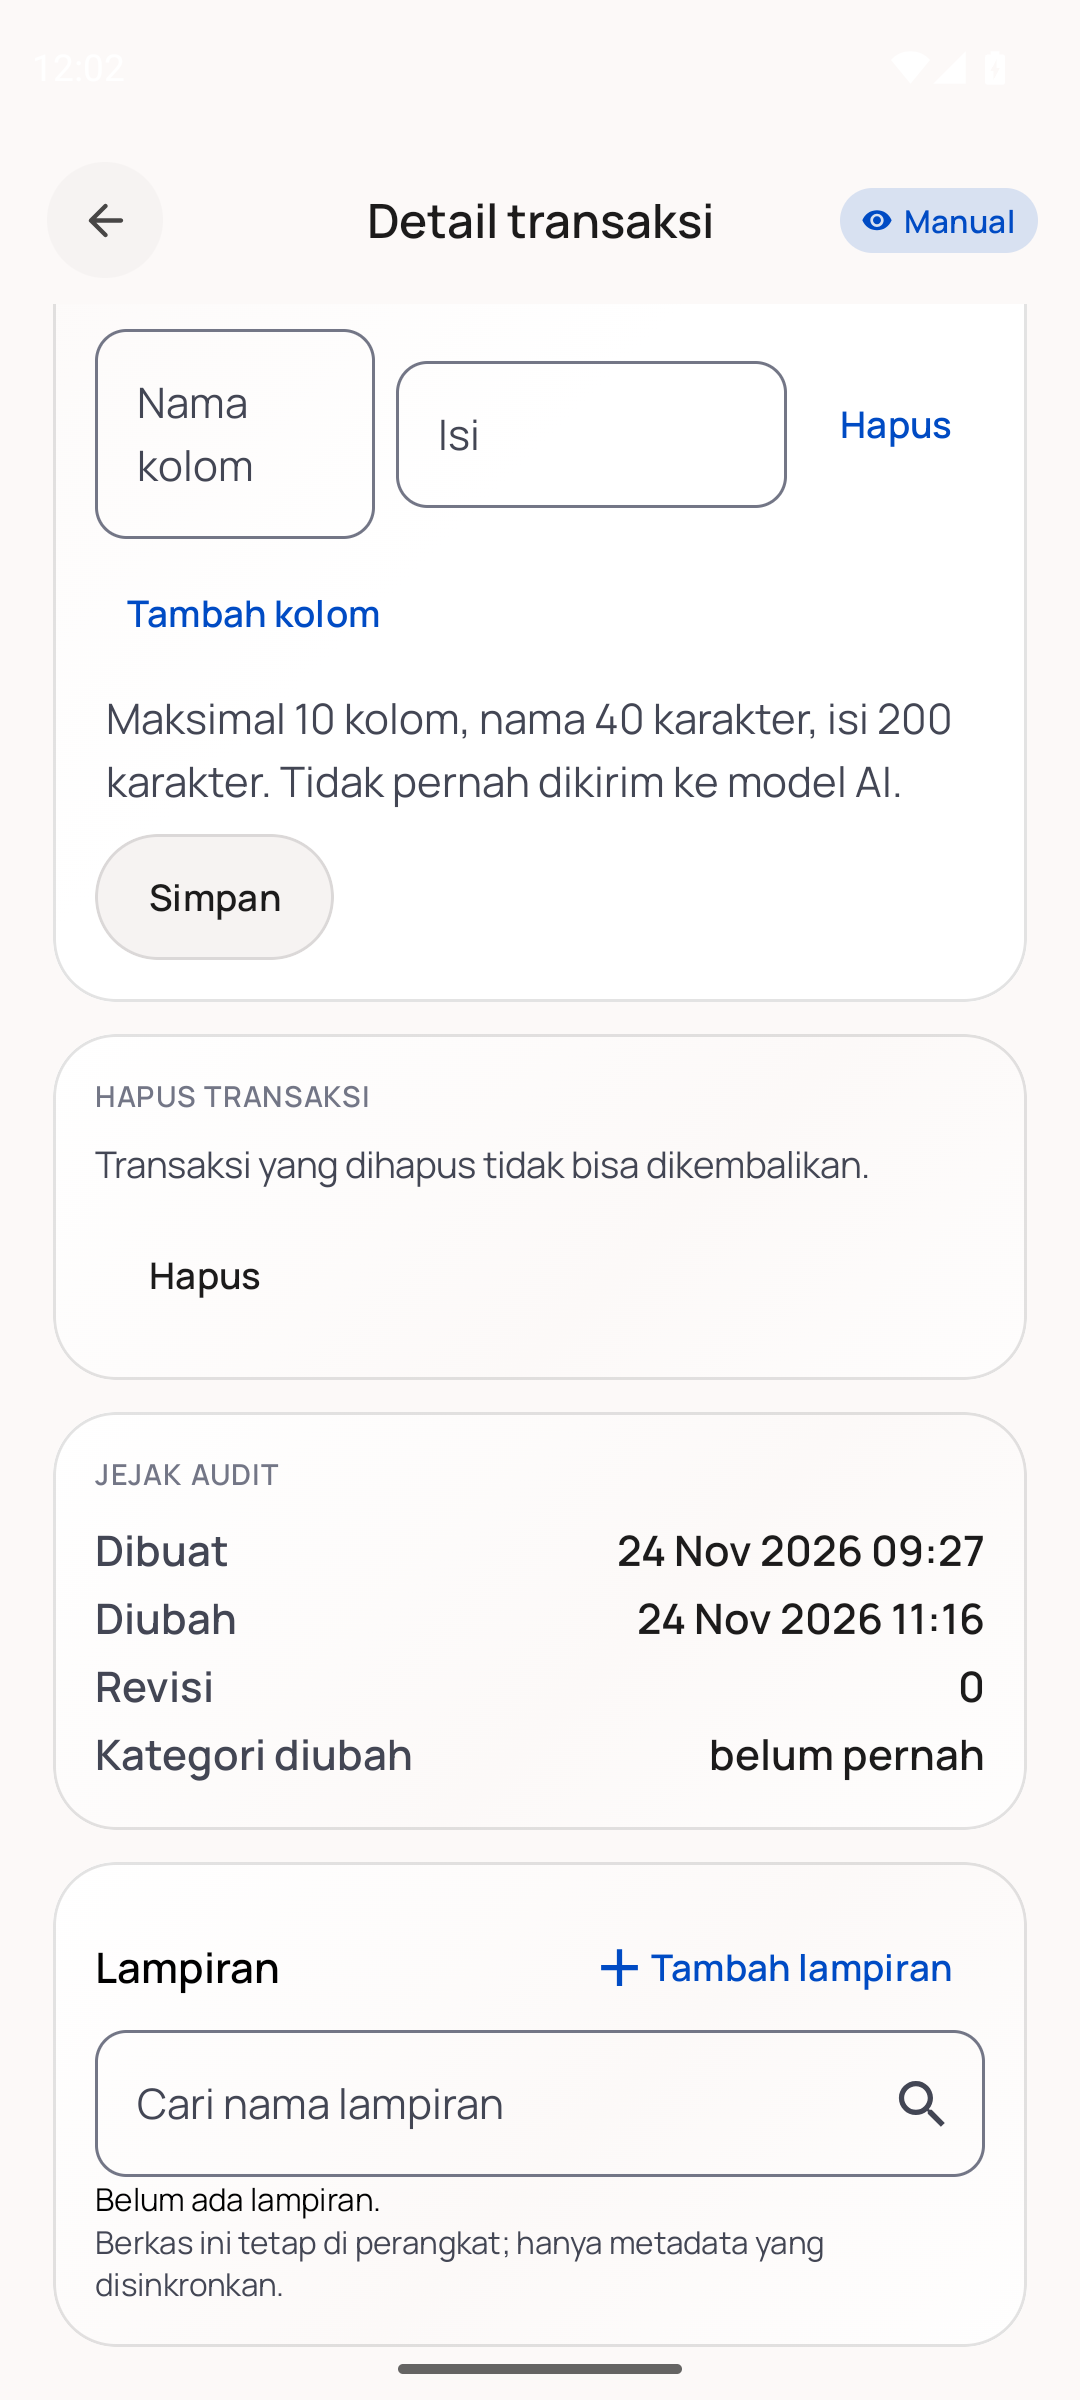 12:02
Detail transaksi
Manual
Nama
kolom
Isi
Hapus
Tambah kolom
Maksimal 10 kolom, nama 40 karakter, isi 200
karakter. Tidak pernah dikirim ke model AI.
Simpan
HAPUS TRANSAKSI
Transaksi yang dihapus tidak bisa dikembalikan.
Hapus
JEJAK AUDIT
Dibuat 24 Nov 2026 09:27
Diubah 24 Nov 2026 11:16
Revisi 0
Kategori diubah belum pernah
Lampiran
Tambah lampiran
Cari nama lampiran
Belum ada lampiran.
Berkas ini tetap di perangkat; hanya metadata yang
disinkronkan.